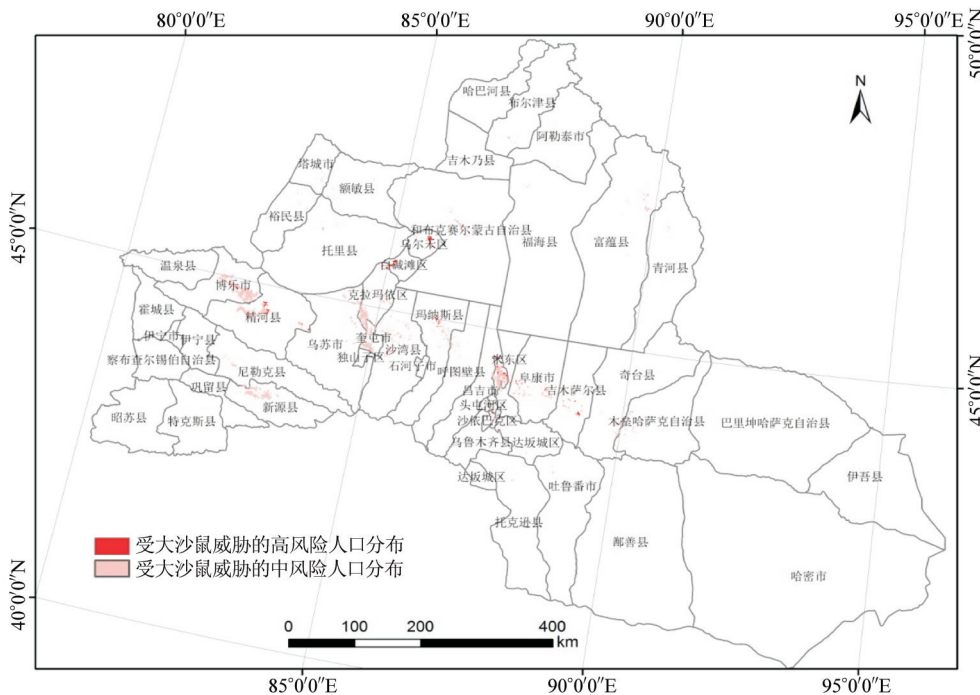 80°0′0″E
85°0′0″E
90°0′0″E
95°0′0″E
50°0′0″N
N
哈巴河县
布尔津县
阿勒泰市
吉木乃县
塔城市
额敏县
裕民县
和布克赛尔蒙古自治县
乌尔禾区
45°0′0″N
托里县
福海县
富蕴县
青河县
白碱滩区
温泉县
博乐市
克拉玛依区
霍城县
精河县
玛纳斯县
伊宁市
伊宁县
乌苏市
奎屯市
沙湾县
独山子区
石河子市
察布查尔锡伯自治县
尼勒克县
呼图壁县
米东区
阜康市
奇台县
吉木萨尔县
45°0′0″N
巩留县
新源县
昌吉市
头屯河区
昭苏县
特克斯县
沙依巴克区
木垒哈萨克自治县
巴里坤哈萨克自治县
乌鲁木齐县
达坂城区
伊吾县
达坂城区
吐鲁番市
托克逊县
鄯善县
哈密市
受大沙鼠威胁的高风险人口分布
受大沙鼠威胁的中风险人口分布
40°0′0″N
0 100 200 400
km
85°0′0″E
90°0′0″E
95°0′0″E